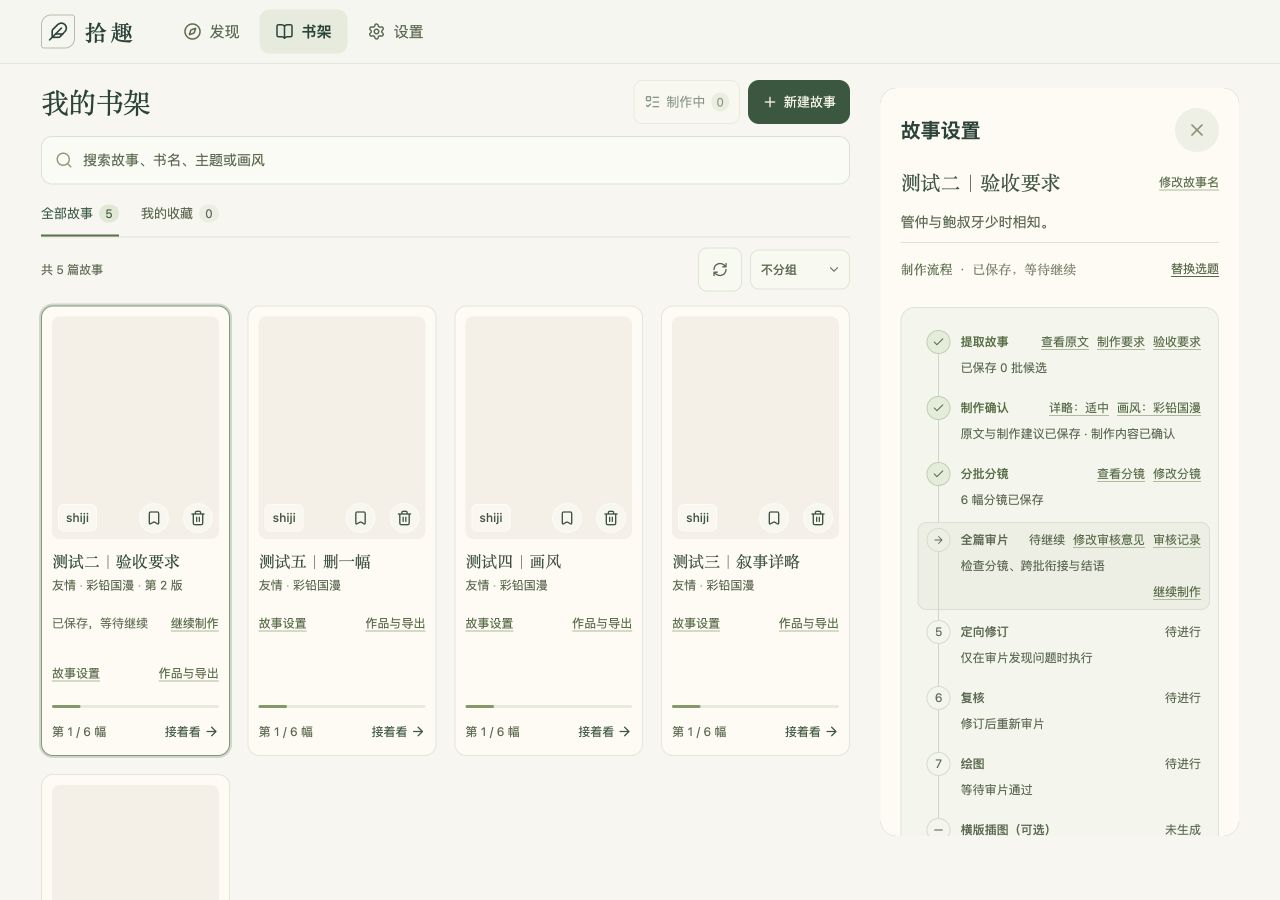 拾趣
发现
书架
设置
我的书架
制作中 0
新建故事
搜索故事、书名、主题或画风
全部故事 5
我的收藏 0
共 5 篇故事
不分组
shiji
测试二｜验收要求
友情 · 彩铅国漫 · 第 2 版
已保存，等待继续 继续制作
故事设置 作品与导出
第 1 / 6 幅 接着看
shiji
测试五｜删一幅
友情 · 彩铅国漫
故事设置 作品与导出
第 1 / 6 幅 接着看
shiji
测试四｜画风
友情 · 彩铅国漫
故事设置 作品与导出
第 1 / 6 幅 接着看
shiji
测试三｜叙事详略
友情 · 彩铅国漫
故事设置 作品与导出
第 1 / 6 幅 接着看
故事设置
测试二｜验收要求 修改故事名
管仲与鲍叔牙少时相知。
制作流程 · 已保存，等待继续 替换选题
提取故事 查看原文 制作要求 验收要求
已保存 0 批候选
制作确认 详略：适中 画风：彩铅国漫
原文与制作建议已保存 · 制作内容已确认
分批分镜 查看分镜 修改分镜
6 幅分镜已保存
全篇审片 待继续 修改审核意见 审核记录
检查分镜、跨批衔接与结语
继续制作
5 定向修订 待进行
仅在审片发现问题时执行
6 复核 待进行
修订后重新审片
7 绘图 待进行
等待审片通过
横版插图（可选） 未生成